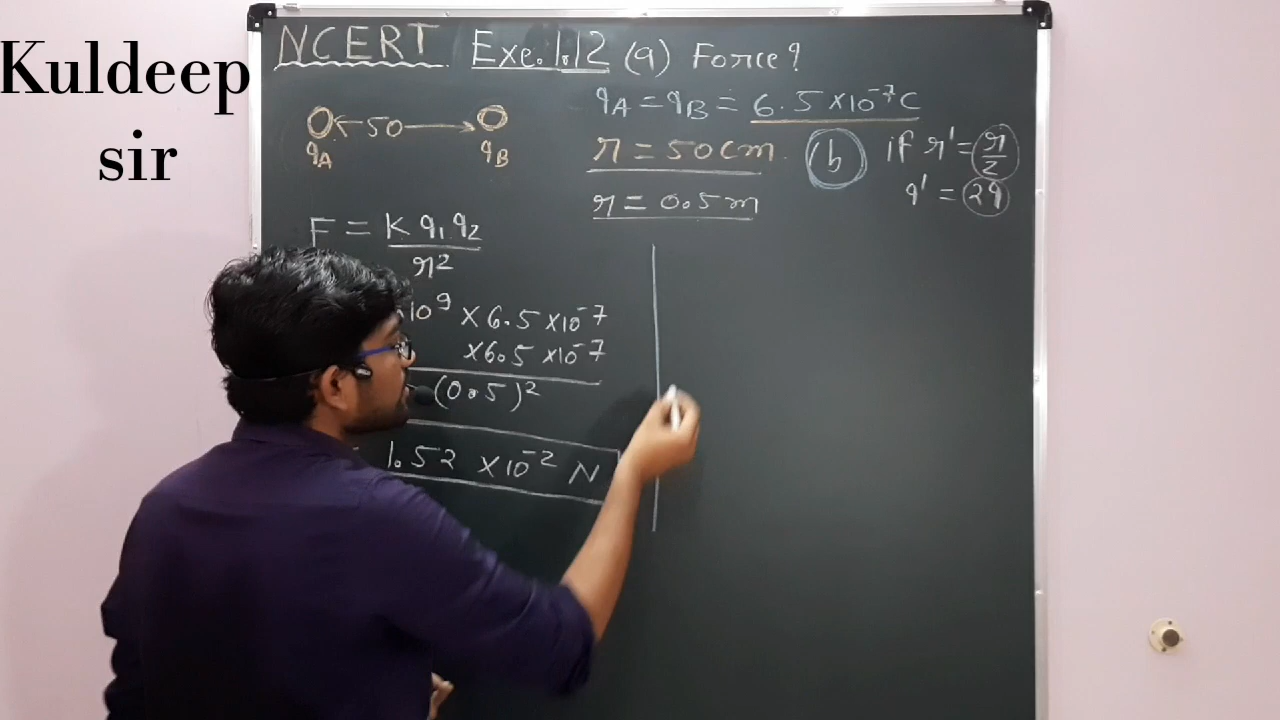 Kuldeep
sir
NCERT Exe. 1.12 (a) Force?
qA = qB = 6.5 ×10⁻⁷C
50
qA qB
r = 50 cm.
(b) if r' = r/2
q' = 2q
r = 0.5 m
F = K q1 q2
r²
10⁹ × 6.5 ×10⁻⁷
×6.5 ×10⁻⁷
(0.5)²
1.52 ×10⁻² N